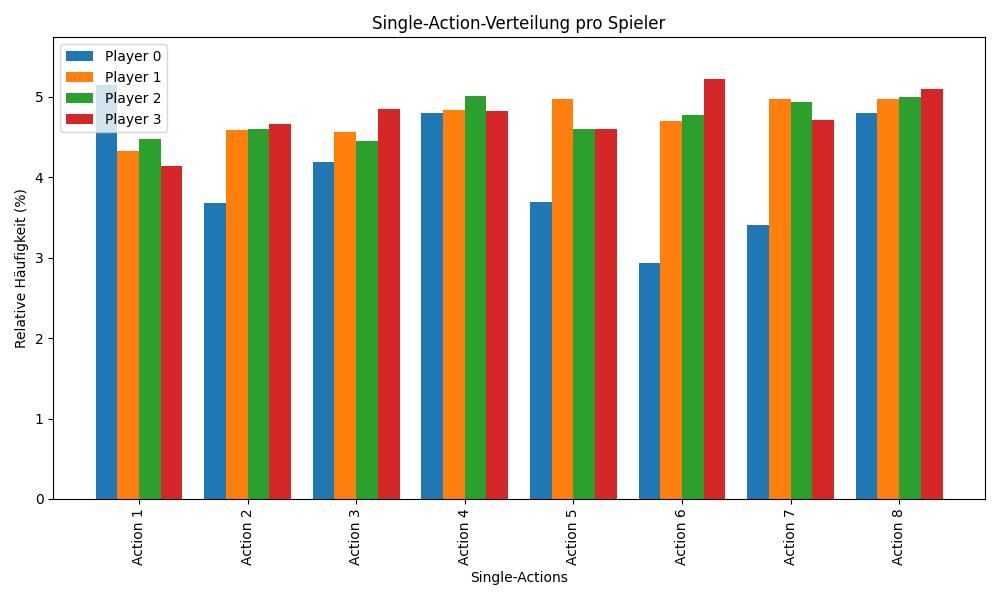 Single-Action-Verteilung pro Spieler
Player 0
Player 1
Player 2
Player 3
Relative Häufigkeit (%)
5
4
3
2
1
0
Action 1
Action 2
Action 3
Action 4
Action 5
Action 6
Action 7
Action 8
Single-Actions